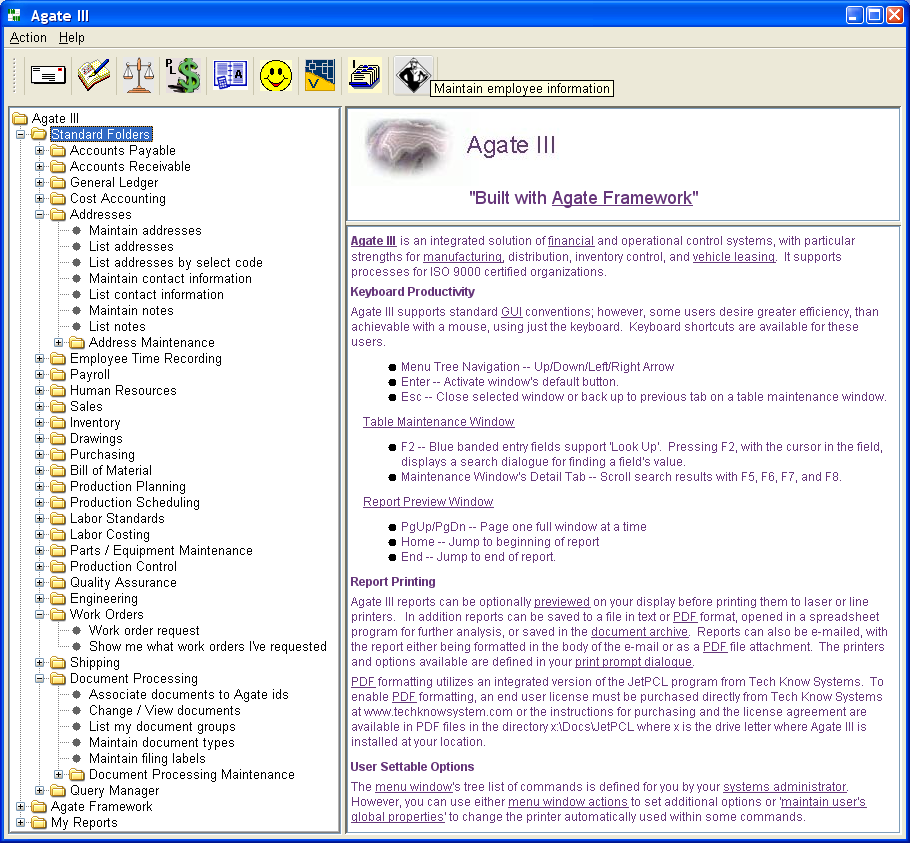 Agate III
Action Help
Maintain employee information
Agate III
Standard Folders
Accounts Payable
Accounts Receivable
General Ledger
Cost Accounting
Addresses
Maintain addresses
List addresses
List addresses by select code
Maintain contact information
List contact information
Maintain notes
List notes
Address Maintenance
Employee Time Recording
Payroll
Human Resources
Sales
Inventory
Drawings
Purchasing
Bill of Material
Production Planning
Production Scheduling
Labor Standards
Labor Costing
Parts / Equipment Maintenance
Production Control
Quality Assurance
Engineering
Work Orders
Work order request
Show me what work orders I've requested
Shipping
Document Processing
Associate documents to Agate ids
Change / View documents
List my document groups
Maintain document types
Maintain filing labels
Document Processing Maintenance
Query Manager
Agate Framework
My Reports
Agate III
"Built with Agate Framework"
Agate III is an integrated solution of financial and operational control systems, with particular
strengths for manufacturing, distribution, inventory control, and vehicle leasing. It supports
processes for ISO 9000 certified organizations.
Keyboard Productivity
Agate III supports standard GUI conventions; however, some users desire greater efficiency, than
achievable with a mouse, using just the keyboard. Keyboard shortcuts are available for these
users.
● Menu Tree Navigation -- Up/Down/Left/Right Arrow
● Enter -- Activate window's default button.
● Esc -- Close selected window or back up to previous tab on a table maintenance window.
Table Maintenance Window
● F2 -- Blue banded entry fields support 'Look Up'. Pressing F2, with the cursor in the field,
displays a search dialogue for finding a field's value.
● Maintenance Window's Detail Tab -- Scroll search results with F5, F6, F7, and F8.
Report Preview Window
● PgUp/PgDn -- Page one full window at a time
● Home -- Jump to beginning of report
● End -- Jump to end of report.
Report Printing
Agate III reports can be optionally previewed on your display before printing them to laser or line
printers. In addition reports can be saved to a file in text or PDF format, opened in a spreadsheet
program for further analysis, or saved in the document archive. Reports can also be e-mailed, with
the report either being formatted in the body of the e-mail or as a PDF file attachment. The printers
and options available are defined in your print prompt dialogue.
PDF formatting utilizes an integrated version of the JetPCL program from Tech Know Systems. To
enable PDF formatting, an end user license must be purchased directly from Tech Know Systems
at www.techknowsystem.com or the instructions for purchasing and the license agreement are
available in PDF files in the directory x:\Docs\JetPCL where x is the drive letter where Agate III is
installed at your location.
User Settable Options
The menu window's tree list of commands is defined for you by your systems administrator.
However, you can use either menu window actions to set additional options or 'maintain user's
global properties' to change the printer automatically used within some commands.